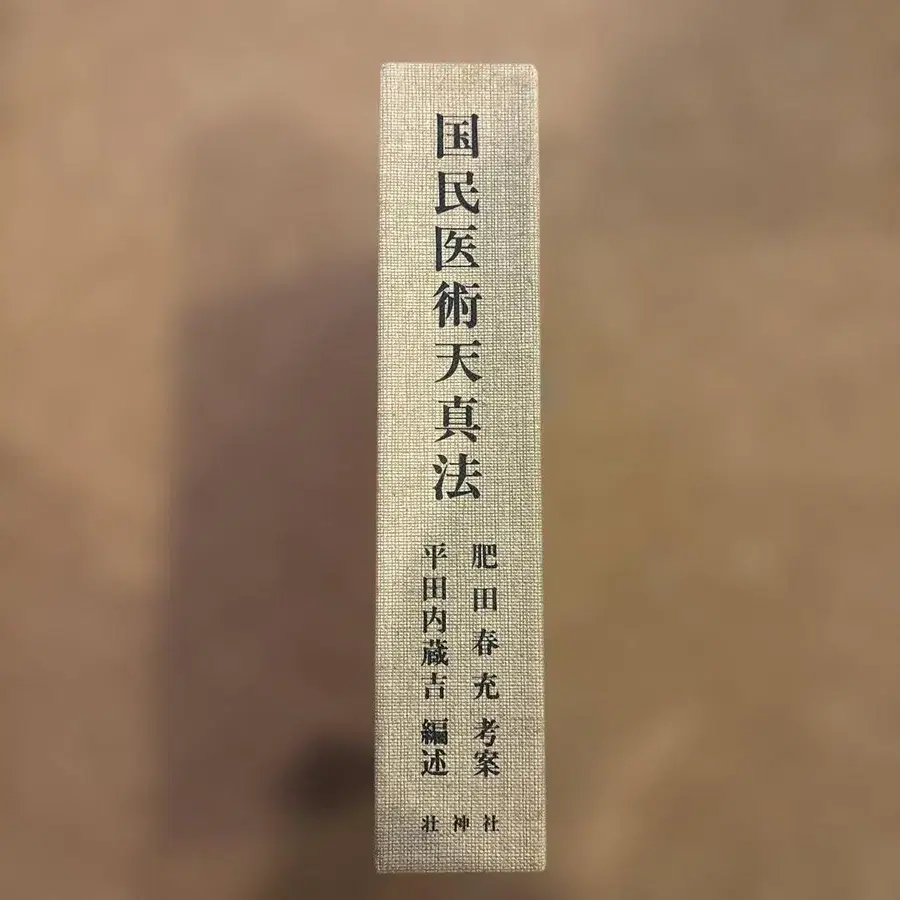 国民医術天真法
肥田春充 考案
平田内蔵吉 編述
壮神社